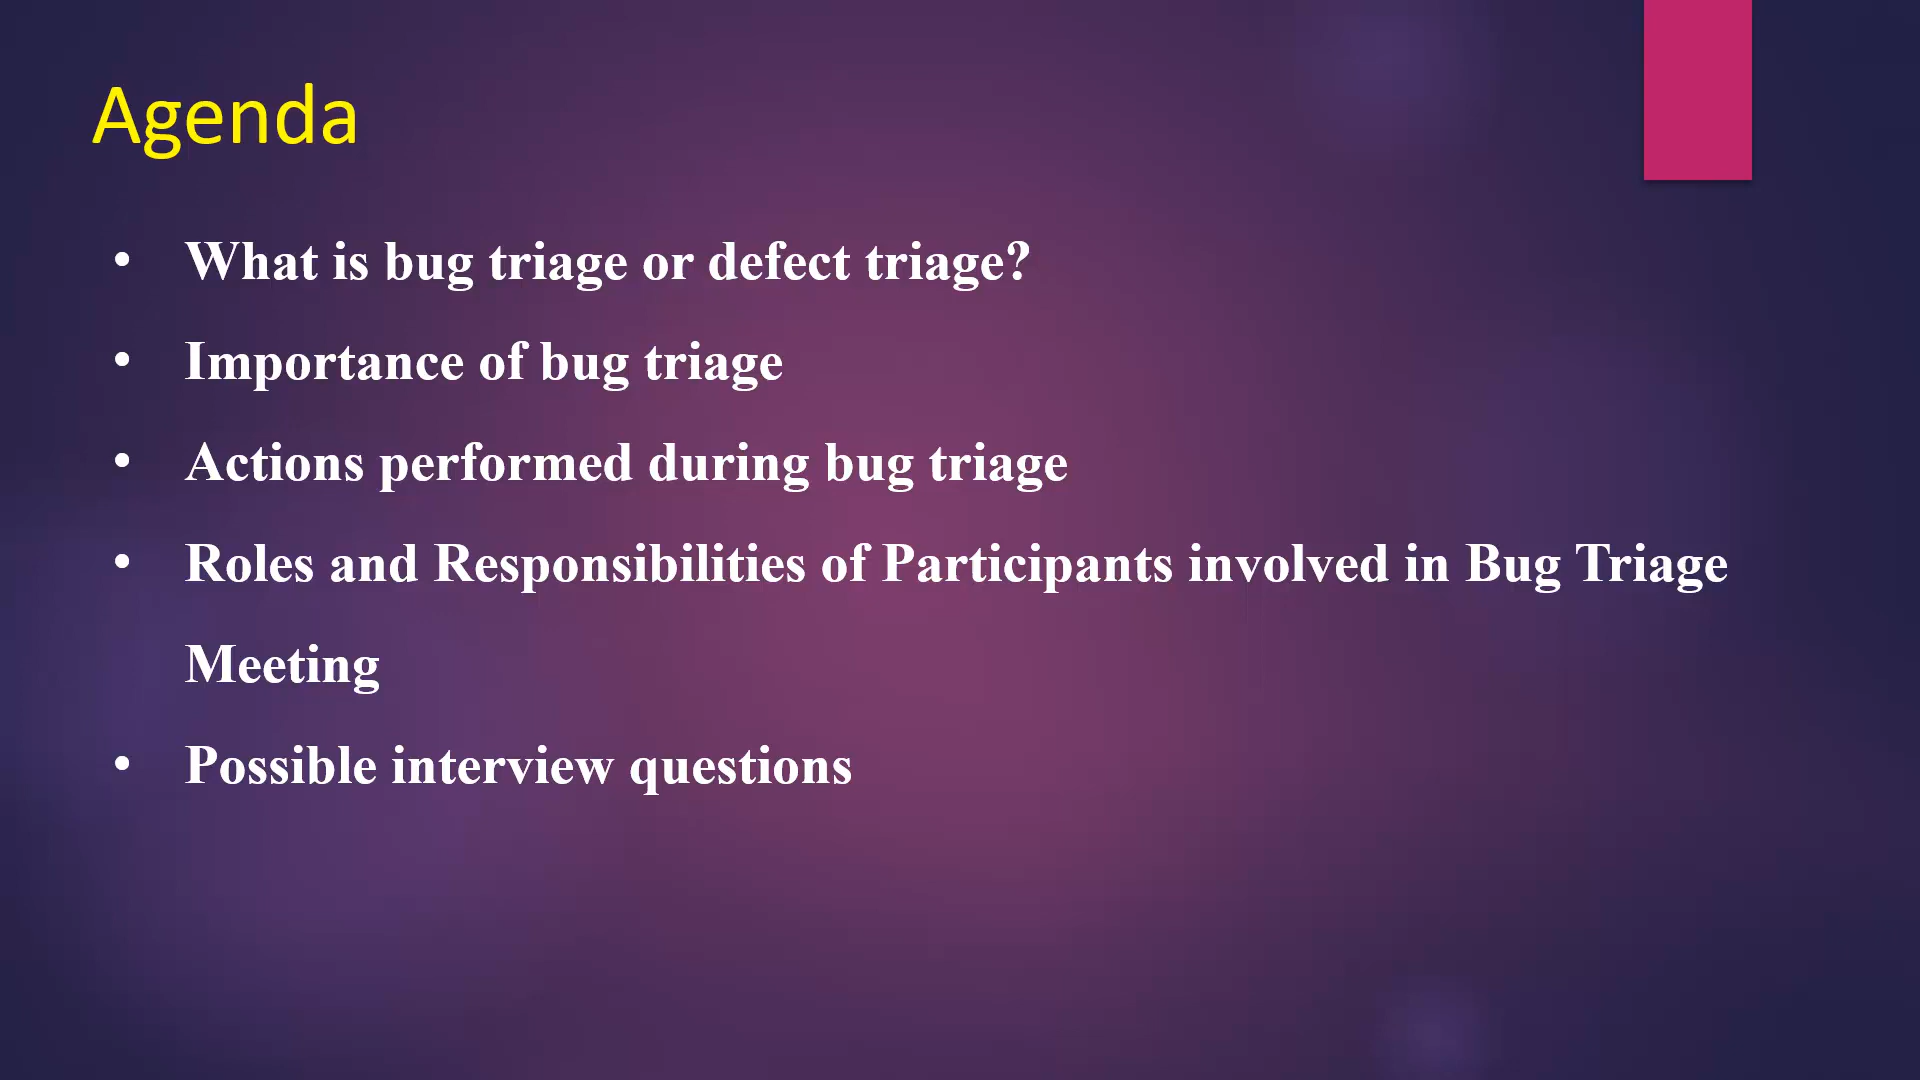 Agenda
• What is bug triage or defect triage?
• Importance of bug triage
• Actions performed during bug triage
• Roles and Responsibilities of Participants involved in Bug Triage
Meeting
• Possible interview questions